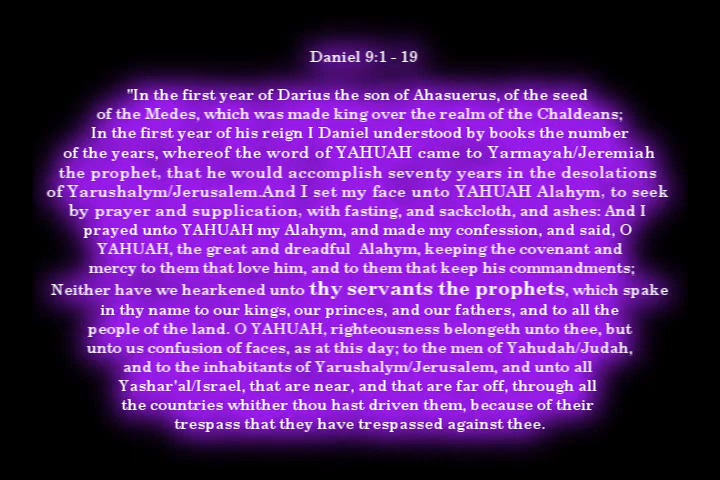 Daniel 9:1 - 19
"In the first year of Darius the son of Ahasuerus, of the seed
of the Medes, which was made king over the realm of the Chaldeans;
In the first year of his reign I Daniel understood by books the number
of the years, whereof the word of YAHUAH came to Yarmayah/Jeremiah
the prophet, that he would accomplish seventy years in the desolations
of Yarushalym/Jerusalem.And I set my face unto YAHUAH Alahym, to seek
by prayer and supplication, with fasting, and sackcloth, and ashes: And I
prayed unto YAHUAH my Alahym, and made my confession, and said, O
YAHUAH, the great and dreadful  Alahym, keeping the covenant and
mercy to them that love him, and to them that keep his commandments;
Neither have we hearkened unto thy servants the prophets, which spake
in thy name to our kings, our princes, and our fathers, and to all the
people of the land. O YAHUAH, righteousness belongeth unto thee, but
unto us confusion of faces, as at this day; to the men of Yahudah/Judah,
and to the inhabitants of Yarushalym/Jerusalem, and unto all
Yashar'al/Israel, that are near, and that are far off, through all
the countries whither thou hast driven them, because of their
trespass that they have trespassed against thee.